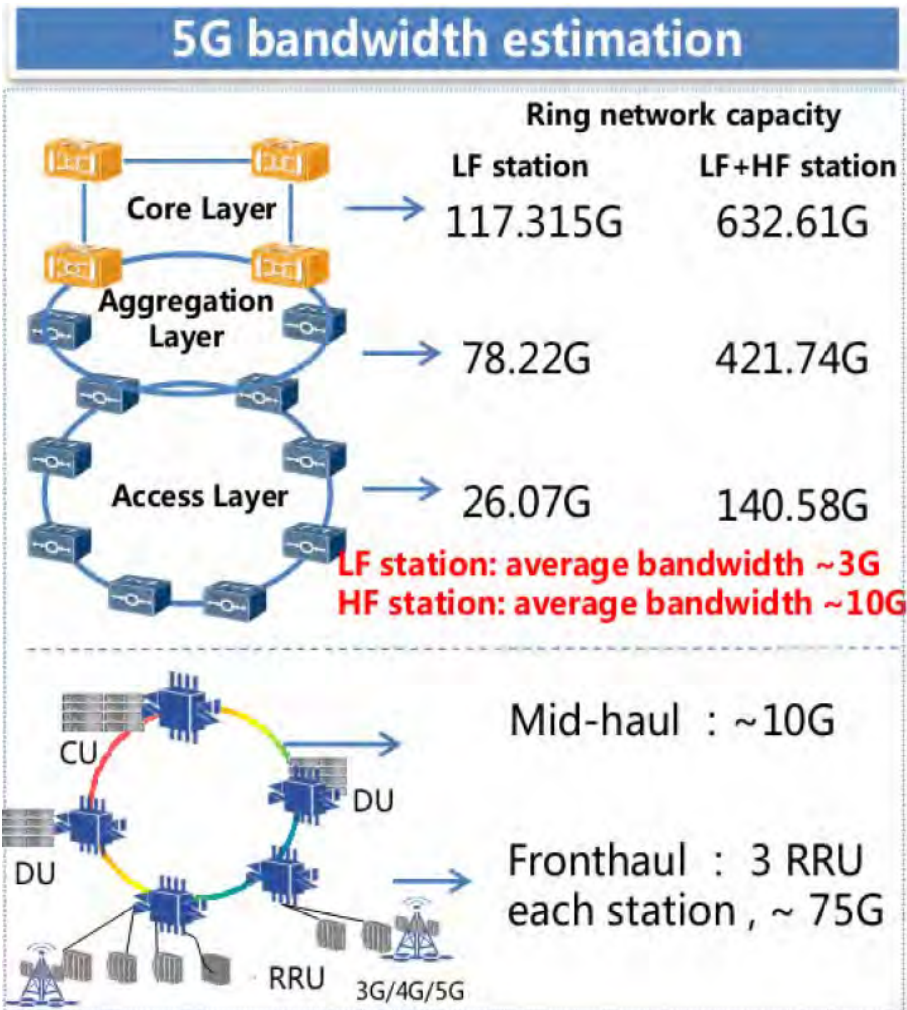 5G bandwidth estimation
Ring network capacity
LF station
LF+HF station
Core Layer
117.315G
632.61G
Aggregation
Layer
78.22G
421.74G
Access Layer
26.07G
140.58G
LF station: average bandwidth ~3G
HF station: average bandwidth ~10G
CU
Mid-haul : ~10G
DU
DU
Fronthaul : 3 RRU
each station , ~ 75G
RRU
3G/4G/5G